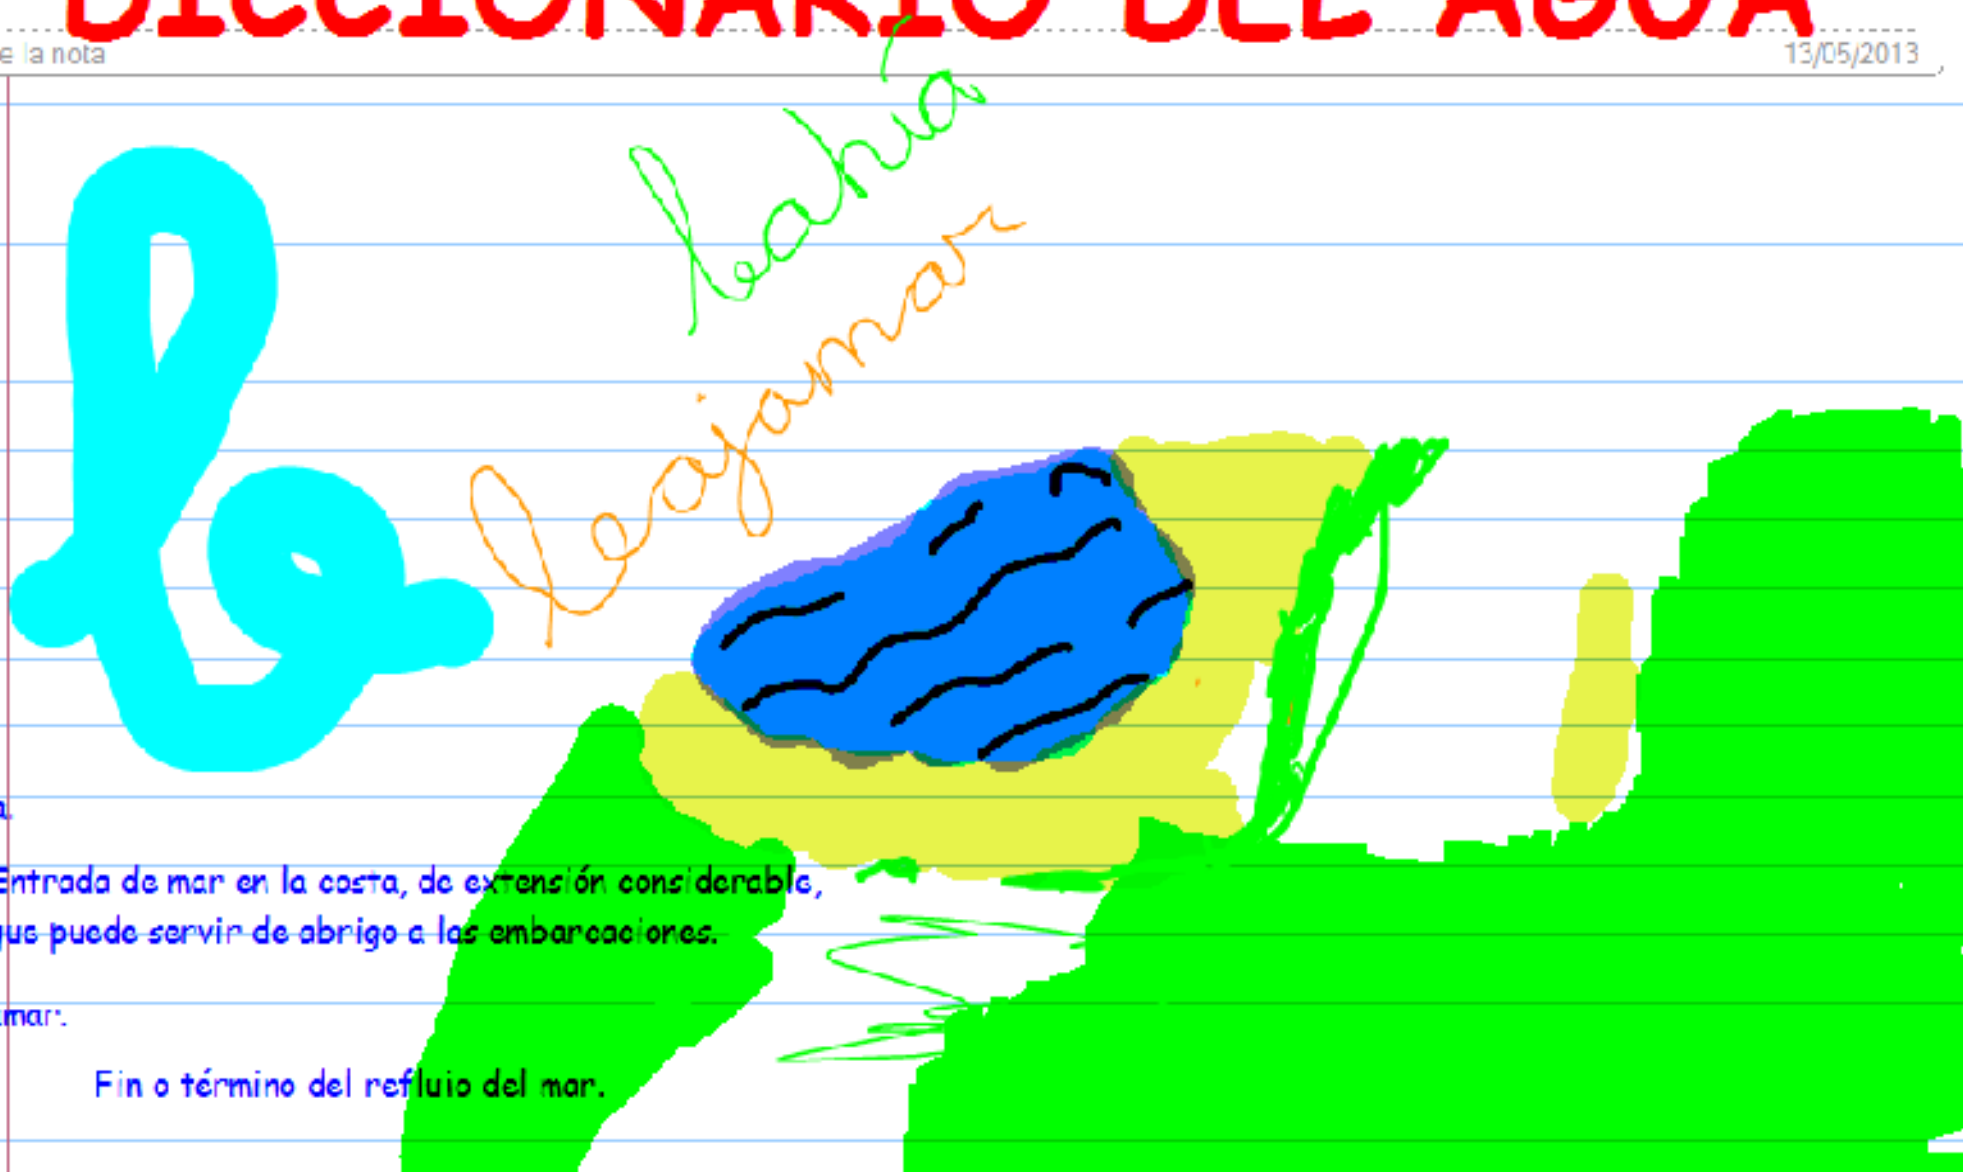 DICCIONARIO DEL AGUA
e la nota
13/05/2013
b
bahía
bajamar
a.
Entrada de mar en la costa, de extensión considerable,
que puede servir de abrigo a las embarcaciones.
amar.
Fin o término del reflujo del mar.